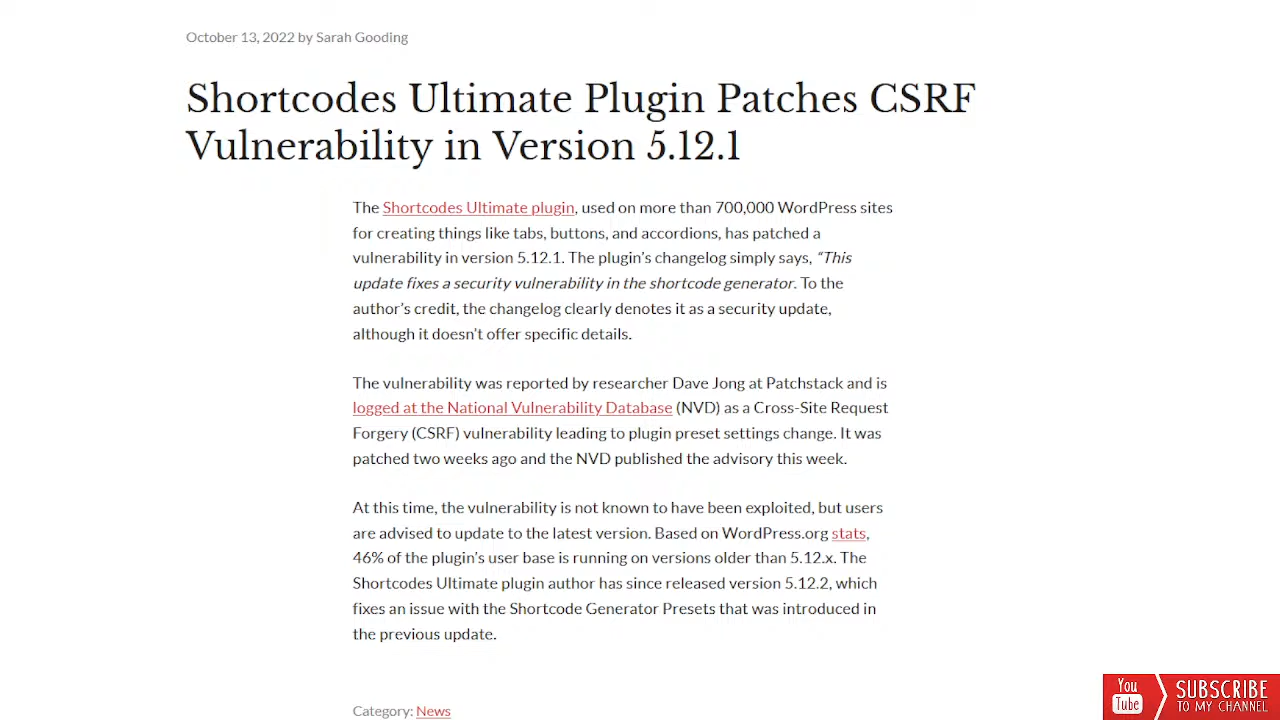 October 13, 2022 by Sarah Gooding
Shortcodes Ultimate Plugin Patches CSRF
Vulnerability in Version 5.12.1
The Shortcodes Ultimate plugin, used on more than 700,000 WordPress sites
for creating things like tabs, buttons, and accordions, has patched a
vulnerability in version 5.12.1. The plugin’s changelog simply says, “This
update fixes a security vulnerability in the shortcode generator. To the
author’s credit, the changelog clearly denotes it as a security update,
although it doesn’t offer specific details.
The vulnerability was reported by researcher Dave Jong at Patchstack and is
logged at the National Vulnerability Database (NVD) as a Cross-Site Request
Forgery (CSRF) vulnerability leading to plugin preset settings change. It was
patched two weeks ago and the NVD published the advisory this week.
At this time, the vulnerability is not known to have been exploited, but users
are advised to update to the latest version. Based on WordPress.org stats,
46% of the plugin’s user base is running on versions older than 5.12.x. The
Shortcodes Ultimate plugin author has since released version 5.12.2, which
fixes an issue with the Shortcode Generator Presets that was introduced in
the previous update.
Category: News
You
Tube
SUBSCRIBE
TO MY CHANNEL